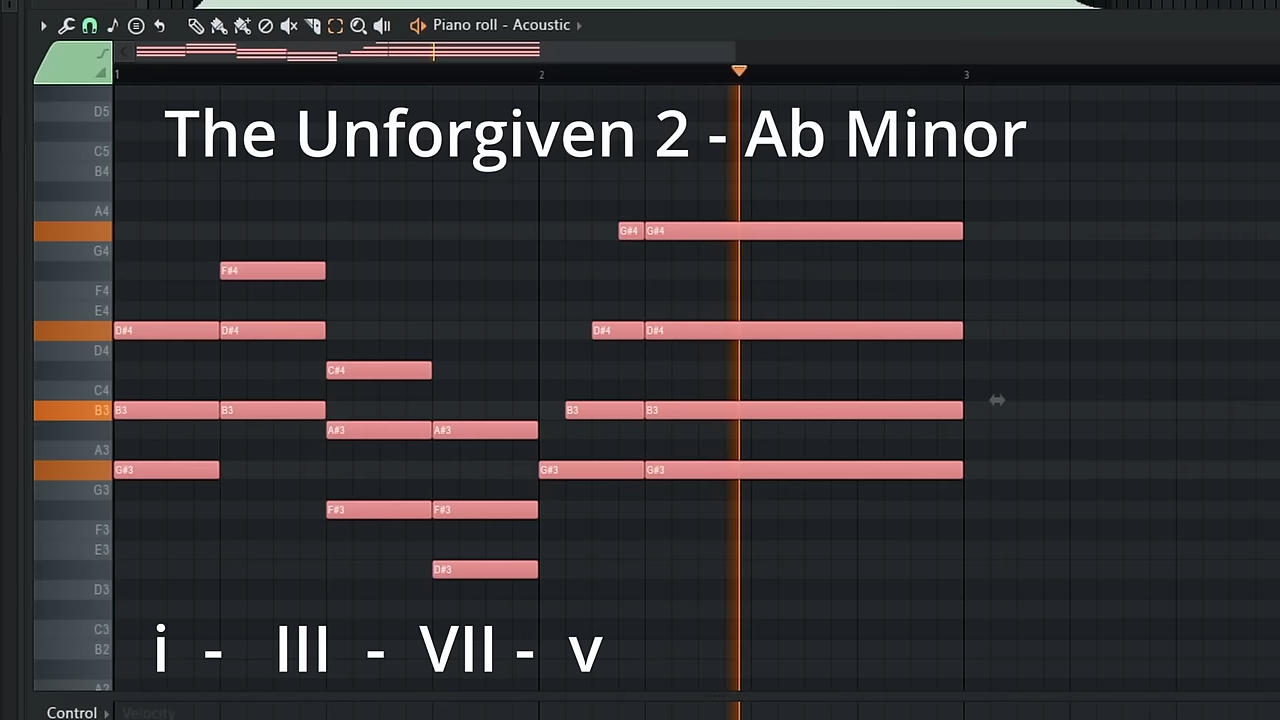 Piano roll - Acoustic
1 2 3
D5
The Unforgiven 2 - Ab Minor
C5
B4
A4
G#4 G#4
G4
F#4
F4
E4
D#4 D#4 D#4 D#4
D4
C#4
C4
B3 B3 B3 B3 B3
A#3 A#3
A3
G#3 G#3 G#3
G3
F#3 F#3
F3
E3
D#3
D3
C3
i - III - VII - v
B2
A2
Control Velocity